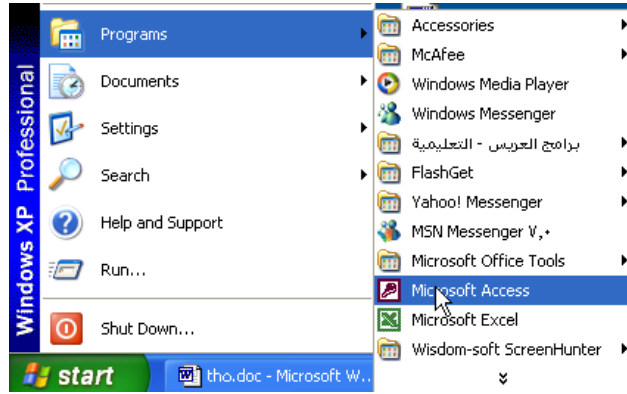 Windows XP Professional
Programs
Documents
Settings
Search
Help and Support
Run...
Shut Down...
Accessories
McAfee
Windows Media Player
Windows Messenger
برامج العريس - التعليمية
FlashGet
Yahoo! Messenger
MSN Messenger ٧,٠
Microsoft Office Tools
Microsoft Access
Microsoft Excel
Wisdom-soft ScreenHunter
start
tho.doc - Microsoft W...